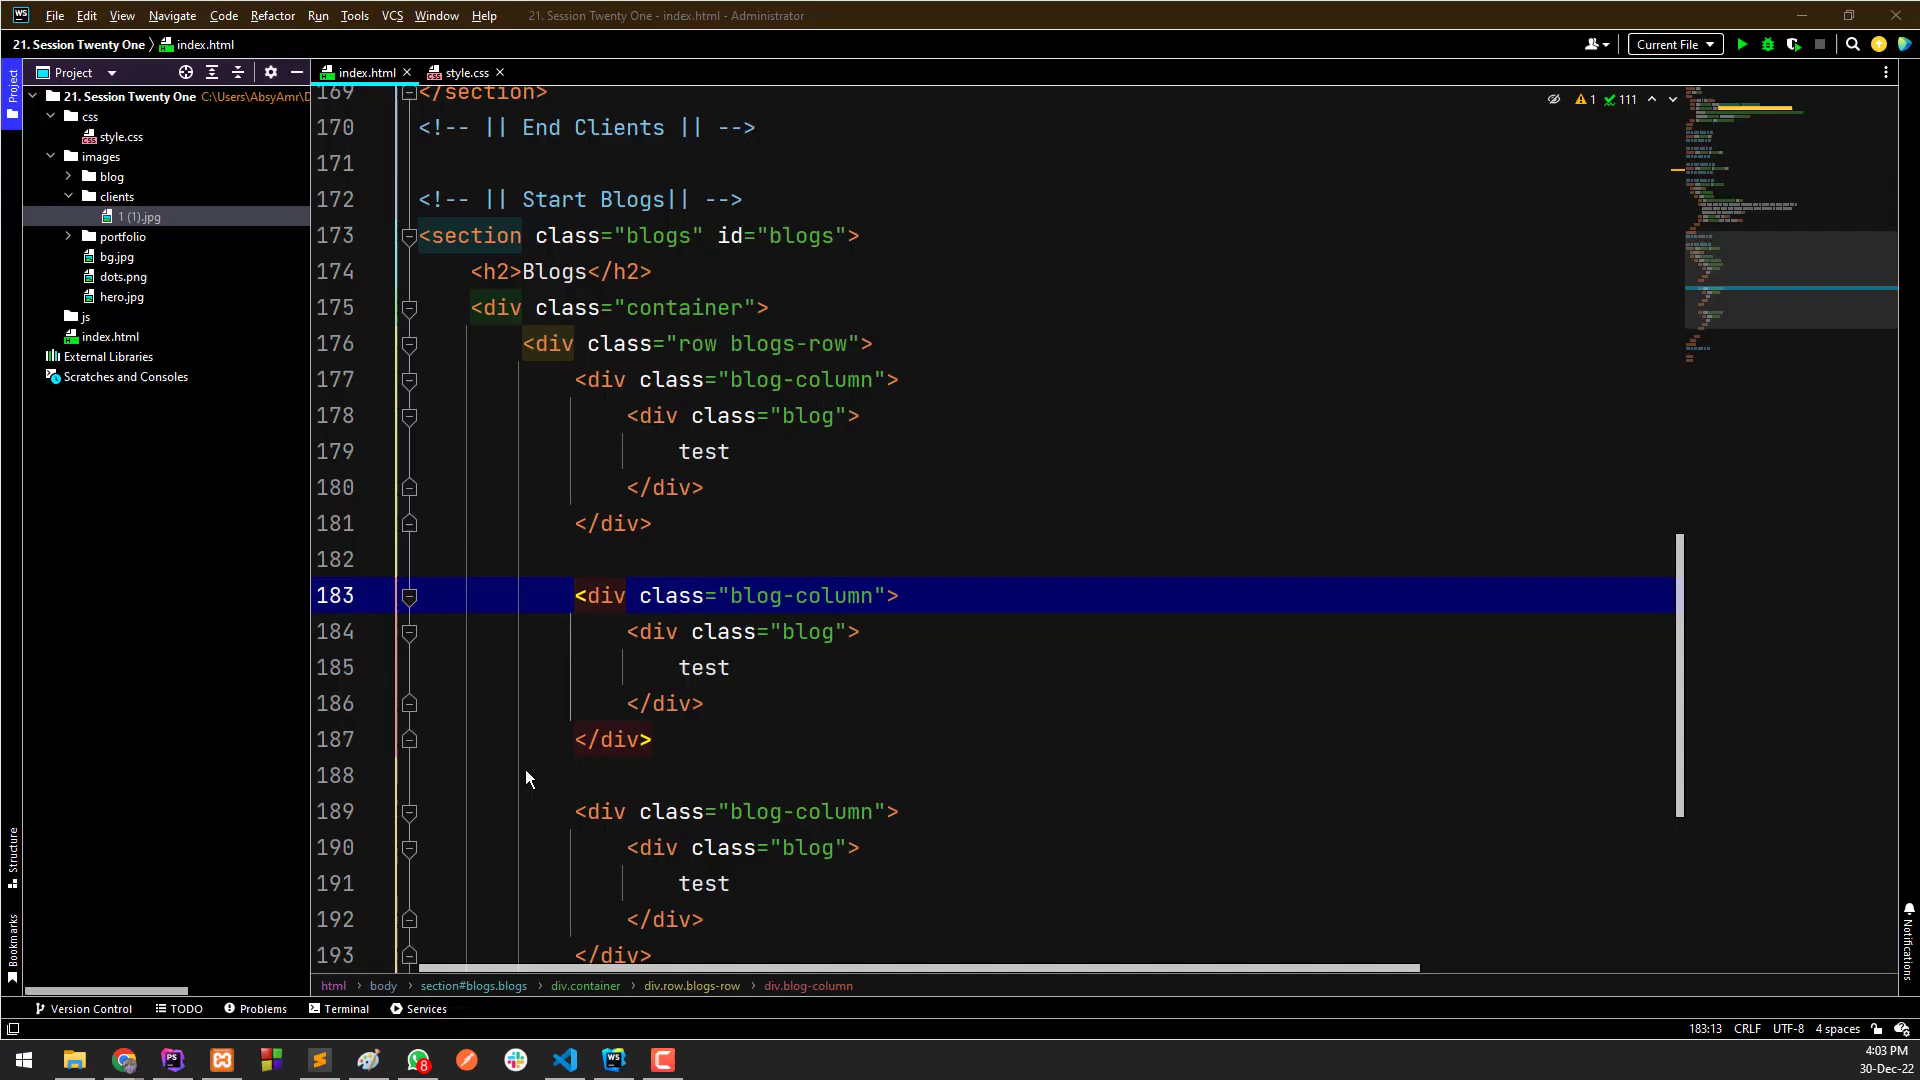 WS File Edit View Navigate Code Refactor Run Tools VCS Window Help 21. Session Twenty One - index.html - Administrator
21. Session Twenty One index.html Current File
Project
Project index.html style.css
21. Session Twenty One C:\Users\AbsyAmr\D
css
style.css
images
blog
clients
1 (1).jpg
portfolio
bg.jpg
dots.png
hero.jpg
js
index.html
External Libraries
Scratches and Consoles
1 111
169 </section>
170 <!-- || End Clients || -->
171
172 <!-- || Start Blogs|| -->
173 <section class="blogs" id="blogs">
174 <h2>Blogs</h2>
175 <div class="container">
176 <div class="row blogs-row">
177 <div class="blog-column">
178 <div class="blog">
179 test
180 </div>
181 </div>
182
183 <div class="blog-column">
184 <div class="blog">
185 test
186 </div>
187 </div>
188
189 <div class="blog-column">
190 <div class="blog">
191 test
192 </div>
193 </div>
Structure
Bookmarks
Notifications
html › body › section#blogs.blogs › div.container › div.row.blogs-row › div.blog-column
Version Control TODO Problems Terminal Services
183:13 CRLF UTF-8 4 spaces
PS 8 WS
4:03 PM
30-Dec-22